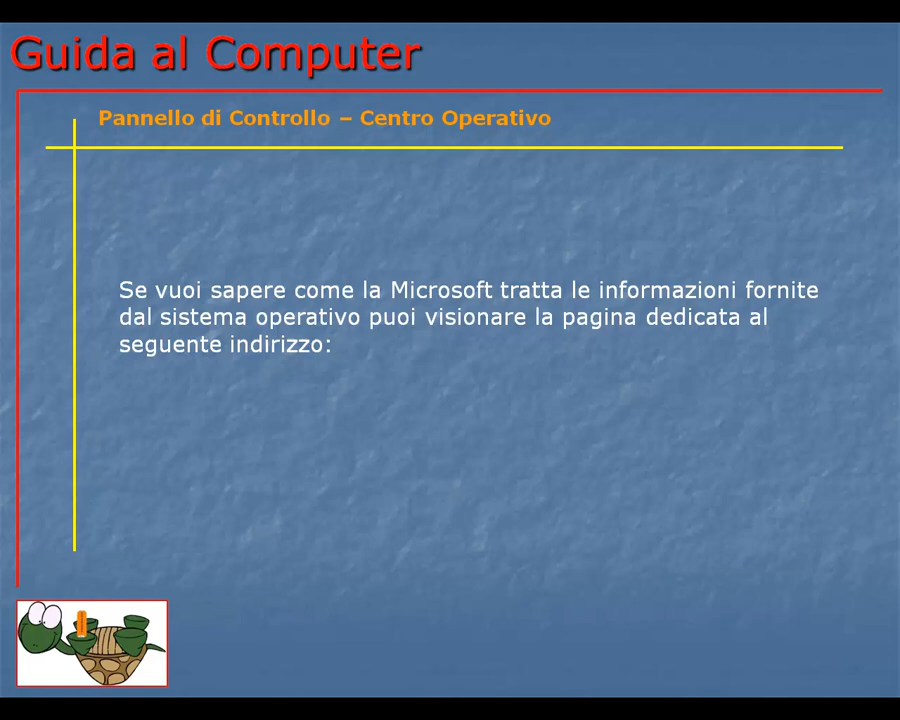 Guida al Computer
Pannello di Controllo – Centro Operativo
Se vuoi sapere come la Microsoft tratta le informazioni fornite
dal sistema operativo puoi visionare la pagina dedicata al
seguente indirizzo: